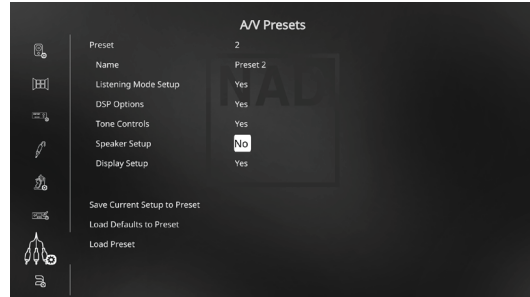 A/V Presets
Preset 2
Name Preset 2
Listening Mode Setup Yes
DSP Options Yes
Tone Controls Yes
Speaker Setup No
Display Setup Yes
Save Current Setup to Preset
Load Defaults to Preset
Load Preset
NAD